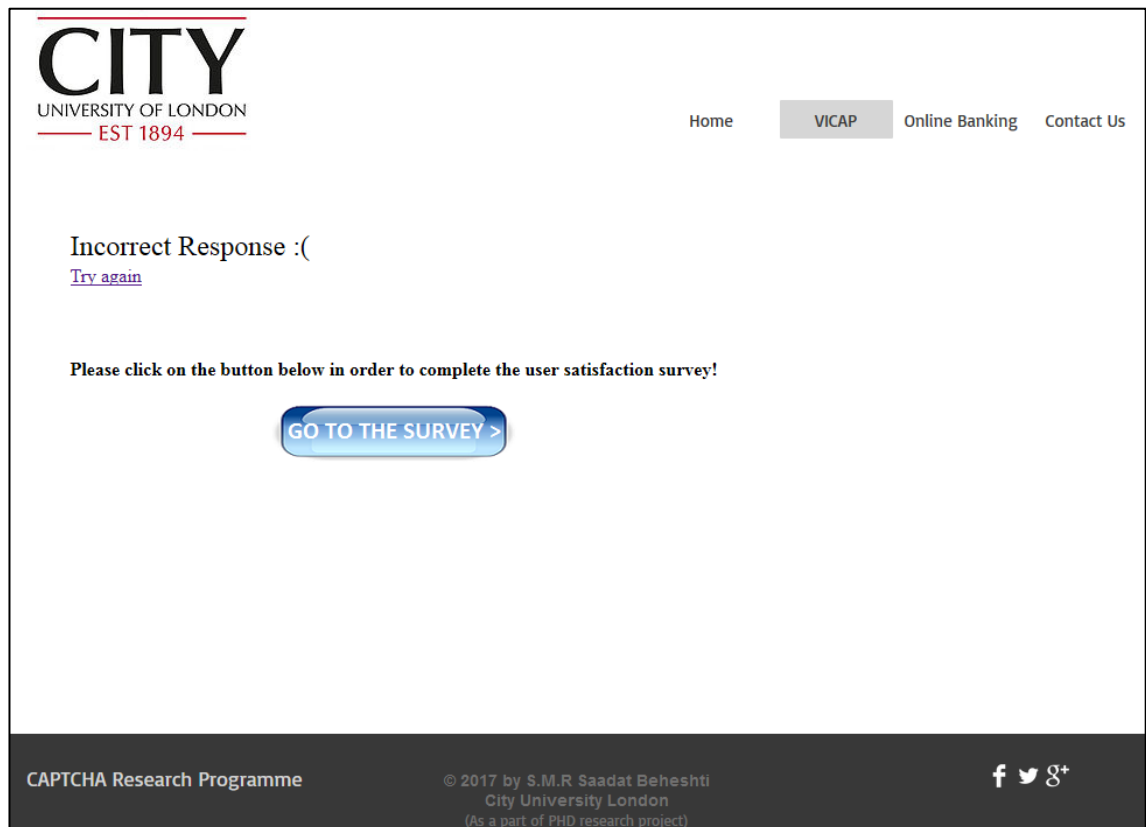 CITY
UNIVERSITY OF LONDON
EST 1894
Home VICAP Online Banking Contact Us
Incorrect Response :(
Try again
Please click on the button below in order to complete the user satisfaction survey!
GO TO THE SURVEY >
CAPTCHA Research Programme
© 2017 by S.M.R Saadat Beheshti
City University London
(As a part of PHD research project)
f g+